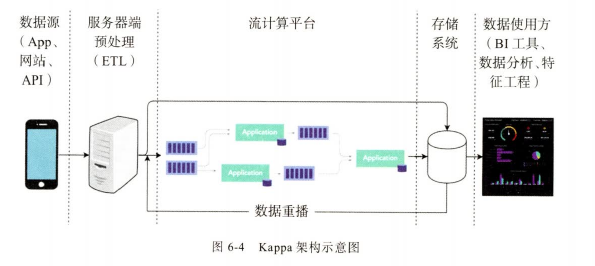 数据源
（App、
网站、
API）
服务器端
预处理
（ETL）
流计算平台
存储
系统
数据使用方
（BI 工具、
数据分析、特
征工程）
Application
Application
Application
数据重播
图 6-4 Kappa 架构示意图